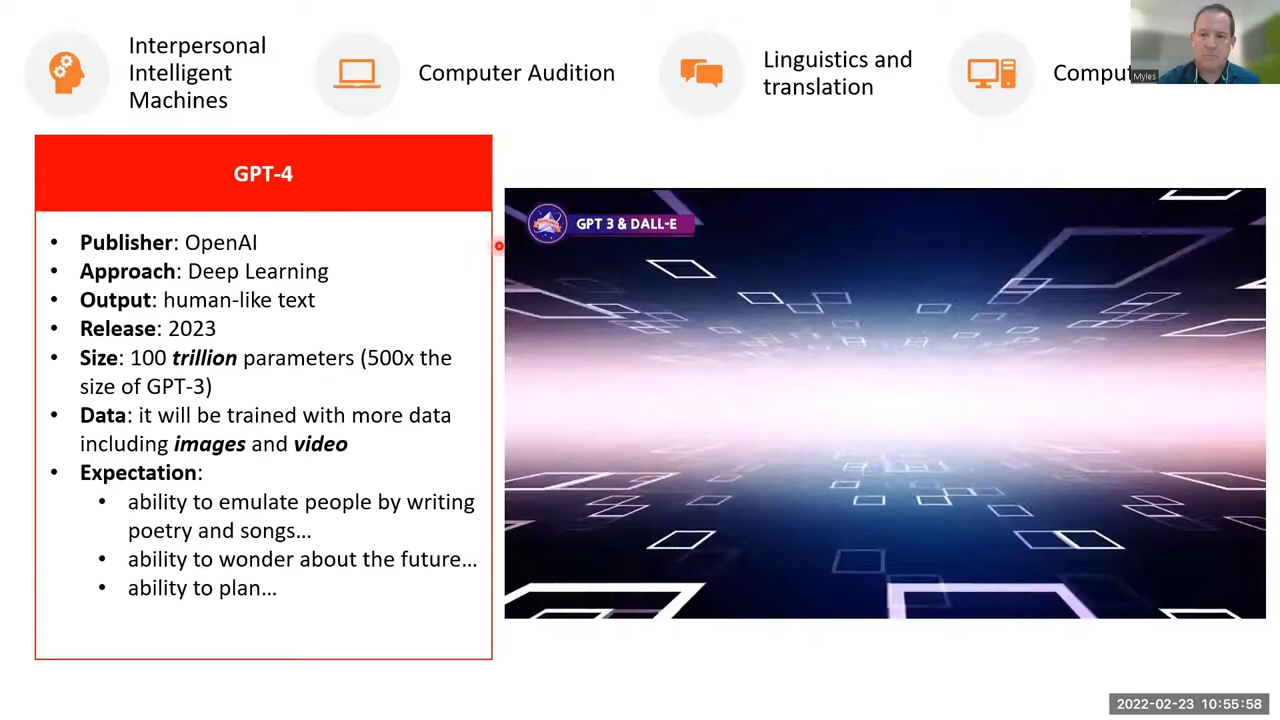 Interpersonal
Intelligent
Machines
Computer Audition
Linguistics and
translation
Comput
Myles
GPT-4
• Publisher: OpenAI
• Approach: Deep Learning
• Output: human-like text
• Release: 2023
• Size: 100 trillion parameters (500x the
size of GPT-3)
• Data: it will be trained with more data
including images and video
• Expectation:
• ability to emulate people by writing
poetry and songs…
• ability to wonder about the future…
• ability to plan…
GPT 3 & DALL-E
2022-02-23 10:55:58